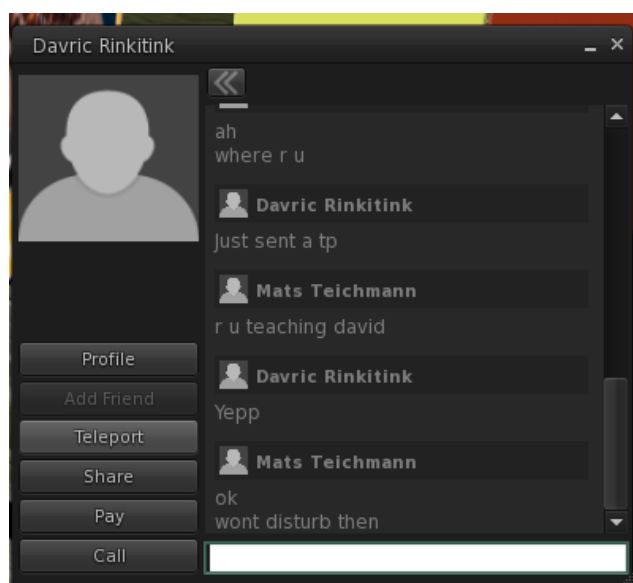 Davric Rinkitink
ah
where r u
Davric Rinkitink
Just sent a tp
Mats Teichmann
r u teaching david
Davric Rinkitink
Yepp
Mats Teichmann
ok
wont disturb then
Profile
Add Friend
Teleport
Share
Pay
Call